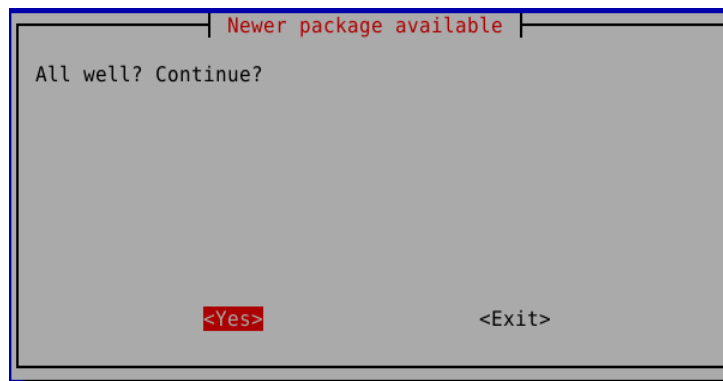 Newer package available
All well? Continue?
<Yes>
<Exit>